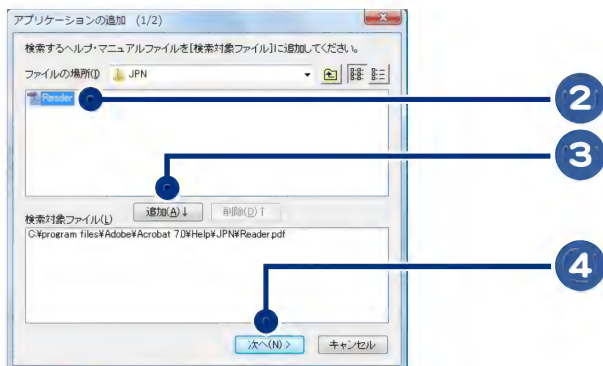 アプリケーションの追加 (1/2)
検索するヘルプ・マニュアルファイルを[検索対象ファイル]に追加してください。
ファイルの場所(I) JPN
Reader
2
3
追加(A)↓ 削除(D)↑
検索対象ファイル(L)
C:¥program files¥Adobe¥Acrobat 7.0¥Help¥JPN¥Reader.pdf
4
次へ(N) > キャンセル